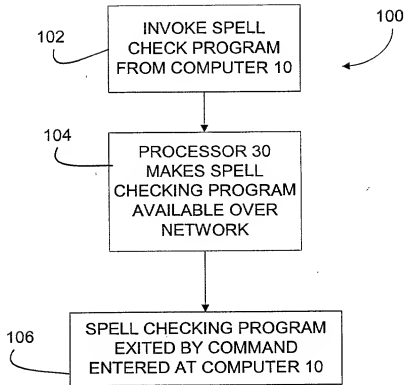 INVOKE SPELL
CHECK PROGRAM
FROM COMPUTER 10
102
100
104
PROCESSOR 30
MAKES SPELL
CHECKING PROGRAM
AVAILABLE OVER
NETWORK
106
SPELL CHECKING PROGRAM
EXITED BY COMMAND
ENTERED AT COMPUTER 10